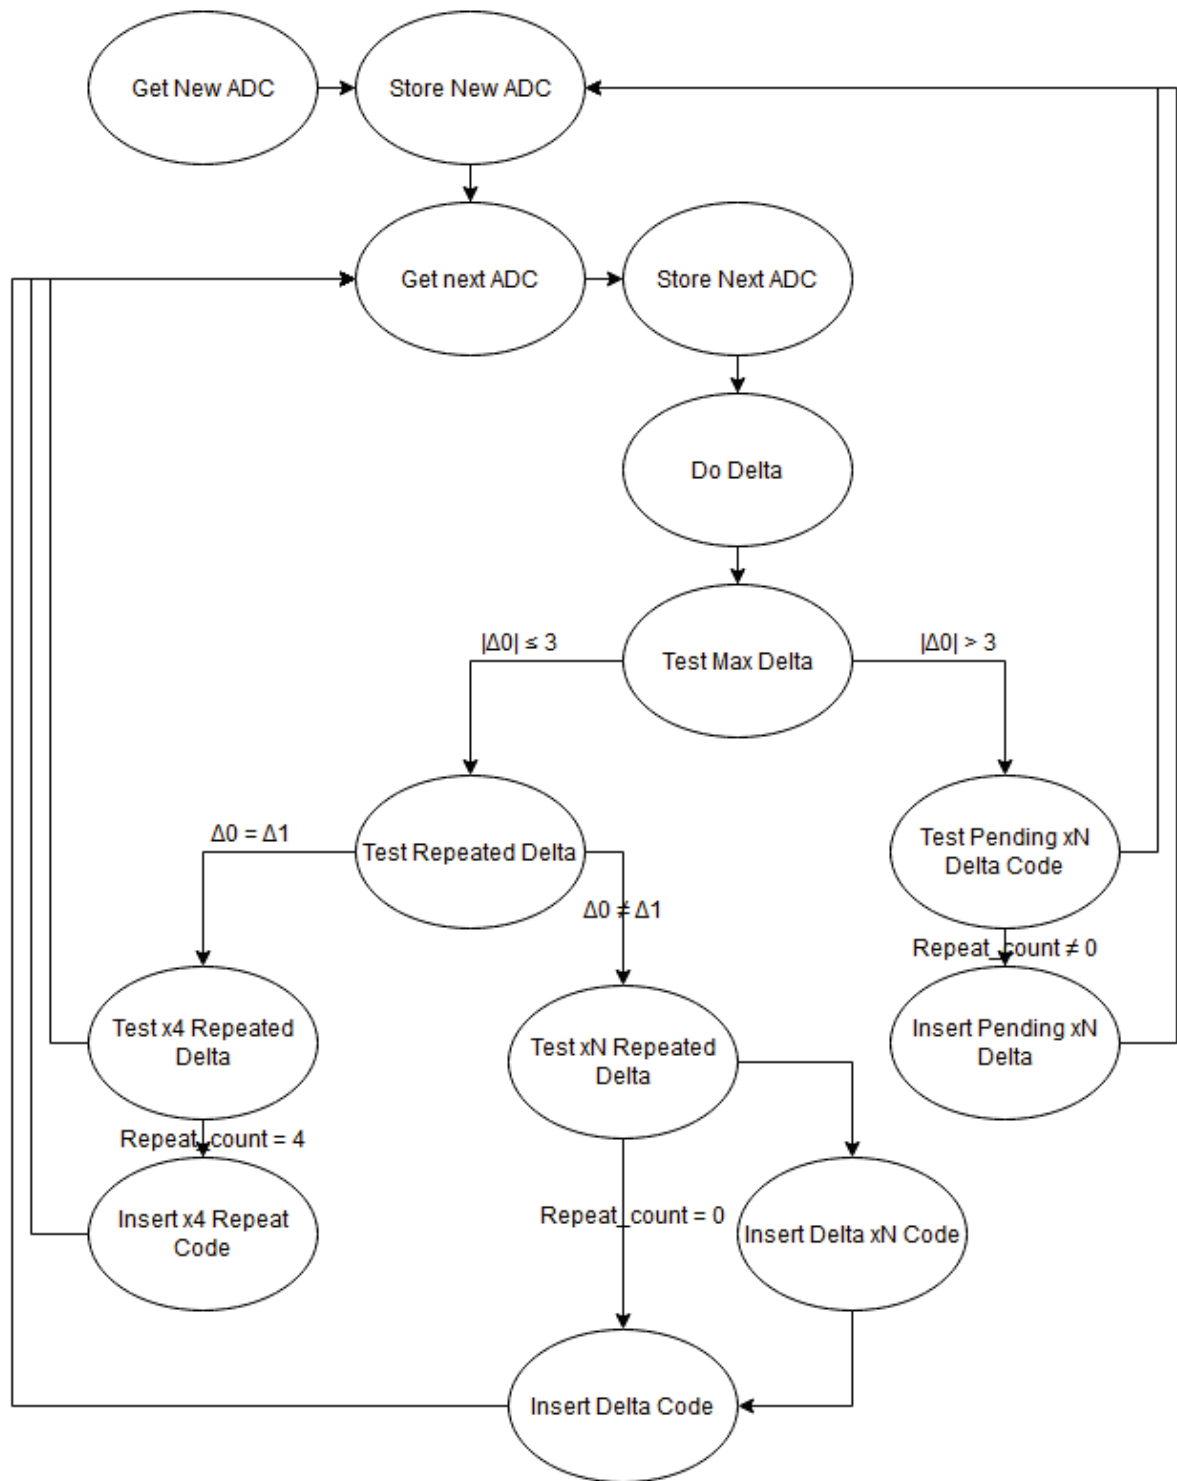 Get New ADC
Store New ADC
Get next ADC
Store Next ADC
Do Delta
|Δ0| ≤ 3
|Δ0| > 3
Test Max Delta
Δ0 = Δ1
Test Repeated Delta
Test Pending xN
Delta Code
Δ0 ≠ Δ1
Repeat_count ≠ 0
Test x4 Repeated
Delta
Test xN Repeated
Delta
Insert Pending xN
Delta
Repeat_count = 4
Insert x4 Repeat
Code
Repeat_count = 0
Insert Delta xN Code
Insert Delta Code